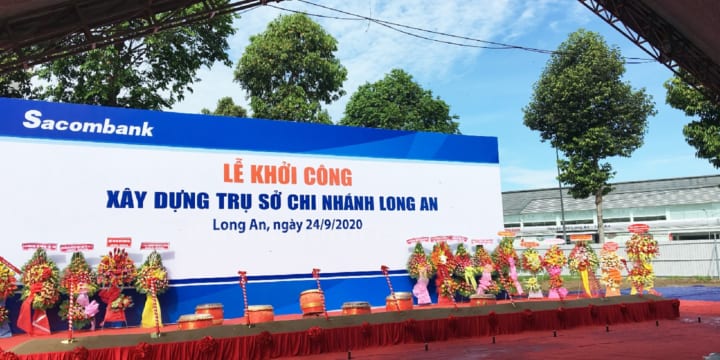 Sacombank
LỄ KHỞI CÔNG
XÂY DỰNG TRỤ SỞ CHI NHÁNH LONG AN
Long An, ngày 24/9/2020